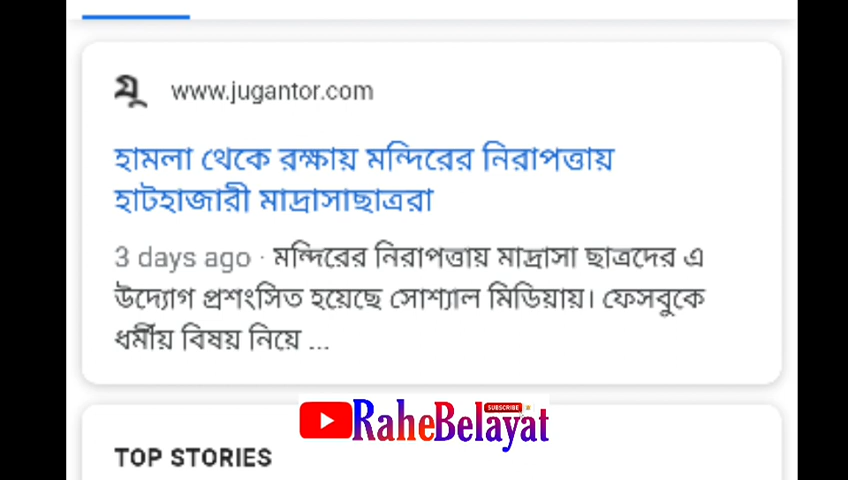 যু www.jugantor.com
হামলা থেকে রক্ষায় মন্দিরের নিরাপত্তায়
হাটহাজারী মাদ্রাসাছাত্ররা
3 days ago · মন্দিরের নিরাপত্তায় মাদ্রাসা ছাত্রদের এ
উদ্যোগ প্রশংসিত হয়েছে সোশ্যাল মিডিয়ায়। ফেসবুকে
ধর্মীয় বিষয় নিয়ে ...
SUBSCRIBE
RaheBelayat
TOP STORIES